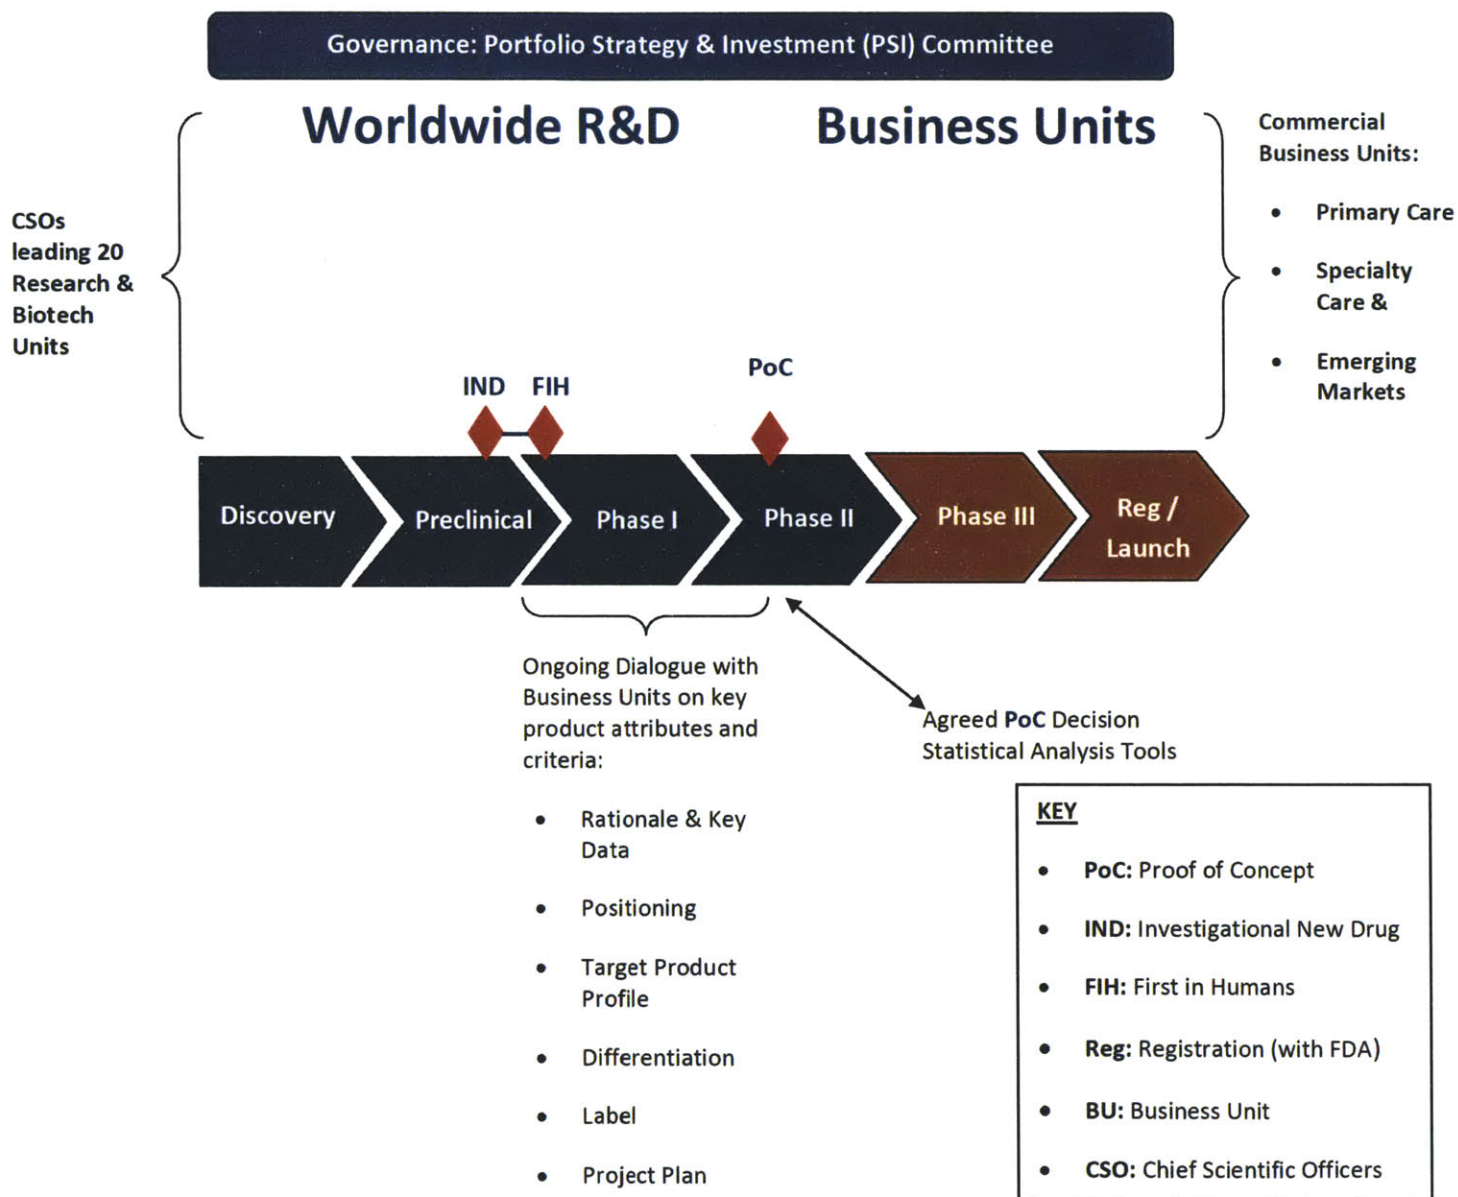 Governance: Portfolio Strategy & Investment (PSI) Committee
Worldwide R&D
Business Units
CSOs
leading 20
Research &
Biotech
Units
Commercial
Business Units:
• Primary Care
• Specialty
Care &
• Emerging
Markets
IND
FIH
PoC
Discovery
Preclinical
Phase I
Phase II
Phase III
Reg /
Launch
Ongoing Dialogue with
Business Units on key
product attributes and
criteria:
• Rationale & Key
Data
• Positioning
• Target Product
Profile
• Differentiation
• Label
• Project Plan
Agreed PoC Decision
Statistical Analysis Tools
KEY
• PoC: Proof of Concept
• IND: Investigational New Drug
• FIH: First in Humans
• Reg: Registration (with FDA)
• BU: Business Unit
• CSO: Chief Scientific Officers